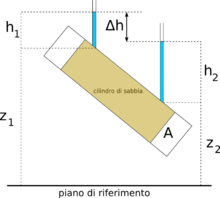 h1
Δh
cilindro di sabbia
h2
z1
A
z2
piano di riferimento